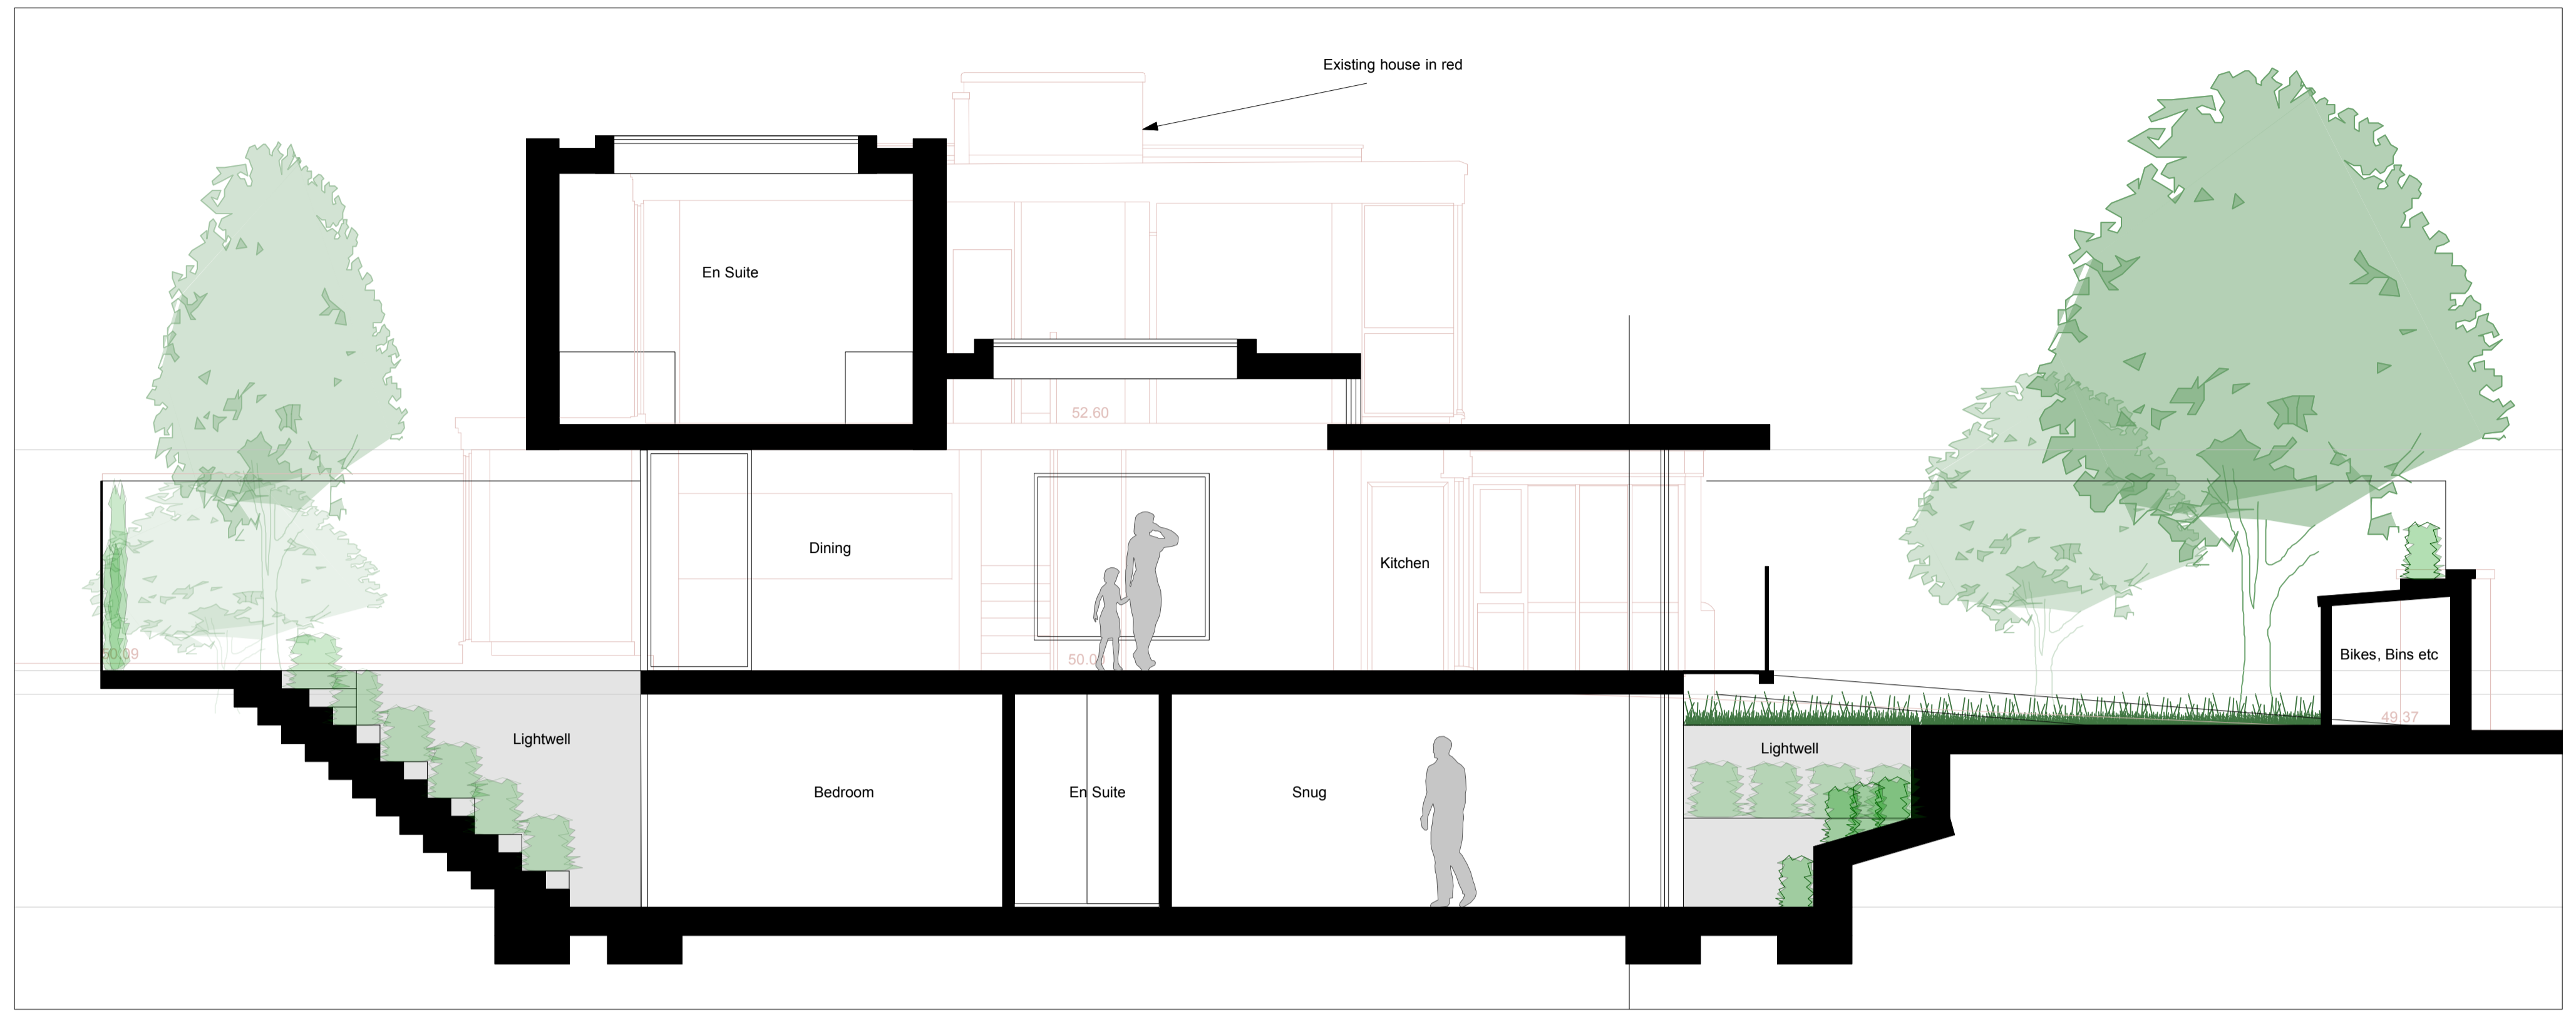 Existing house in red
En Suite
52.60
Dining
Kitchen
50.09
Bikes, Bins etc
49.37
Lightwell
Lightwell
Bedroom
En Suite
Snug